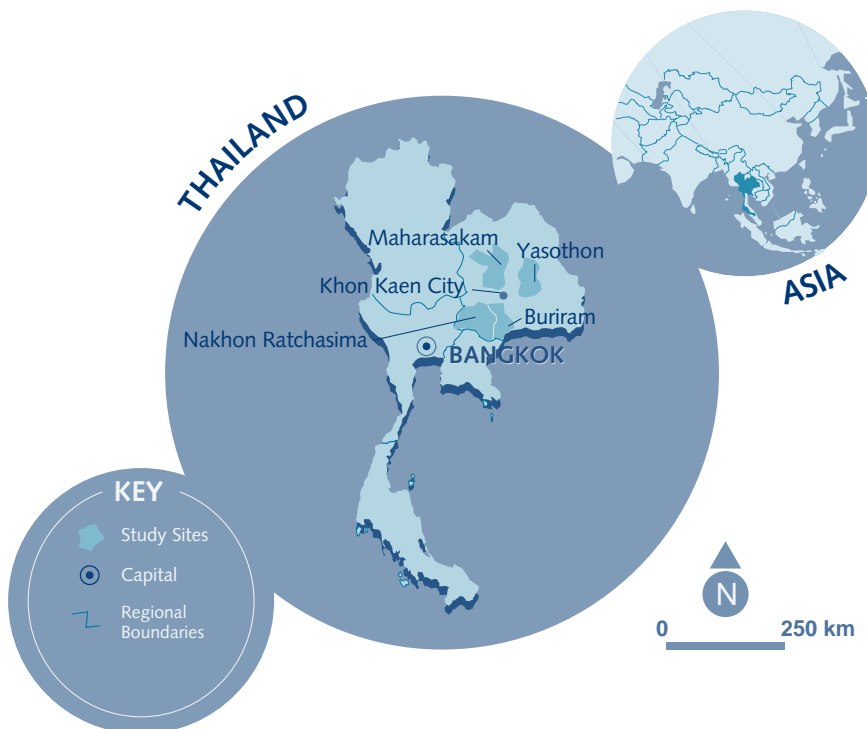 THAILAND
ASIA
Maharasakam
Yasothon
Khon Kaen City
Buriram
Nakhon Ratchasima
BANGKOK
KEY
Study Sites
Capital
Regional
Boundaries
N
0 250 km